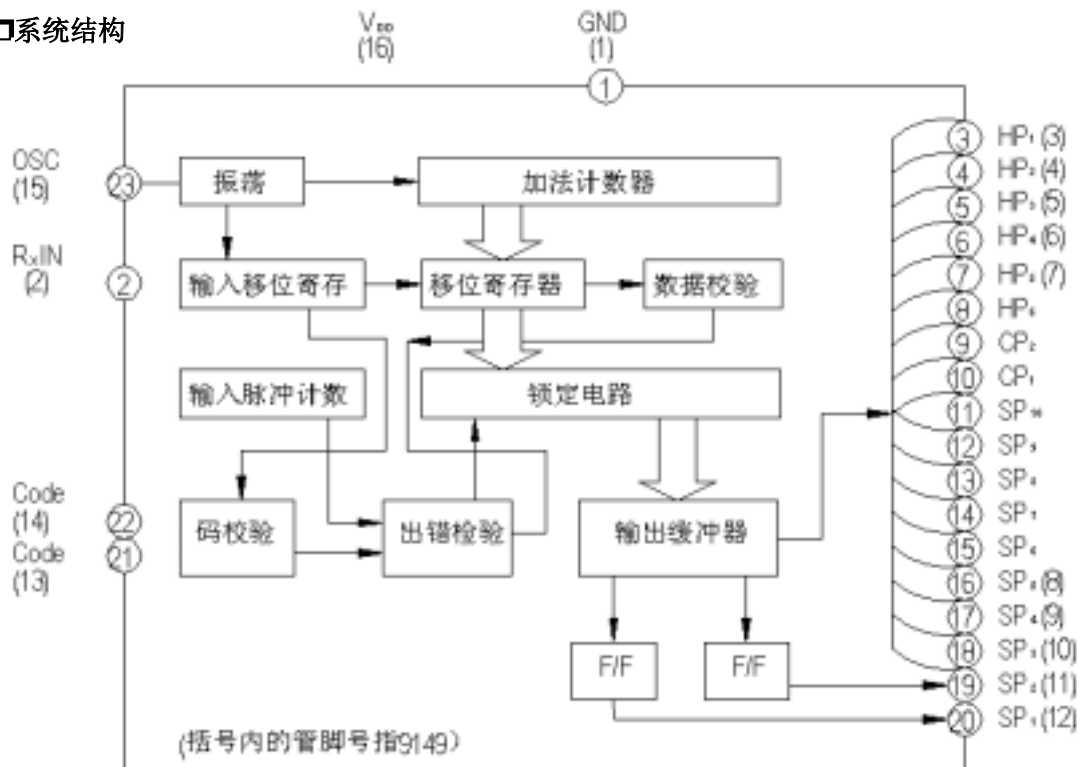 系统结构
VDD
(16)
GND
(1)
1
OSC
(15)
23
振荡
加法计数器
RxIN
(2)
2
输入移位寄存
移位寄存器
数据校验
输入脉冲计数
锁定电路
Code
(14)
22
Code
(13)
21
码校验
出错检验
输出缓冲器
F/F
F/F
3 HP1 (3)
4 HP2 (4)
5 HP3 (5)
6 HP4 (6)
7 HP5 (7)
8 HP6
9 CP2
10 CP1
11 SP10
12 SP9
13 SP8
14 SP7
15 SP6
16 SP5 (8)
17 SP4 (9)
18 SP3 (10)
19 SP2 (11)
20 SP1 (12)
(括号内的管脚号指9149)